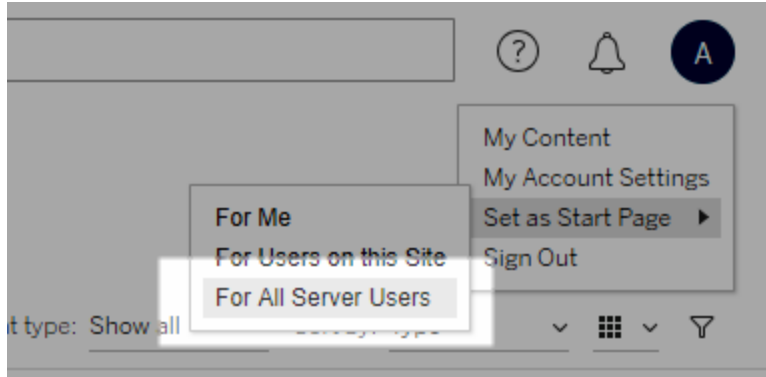 A
My Content
My Account Settings
Set as Start Page
Sign Out
For Me
For Users on this Site
For All Server Users
t type: Show all